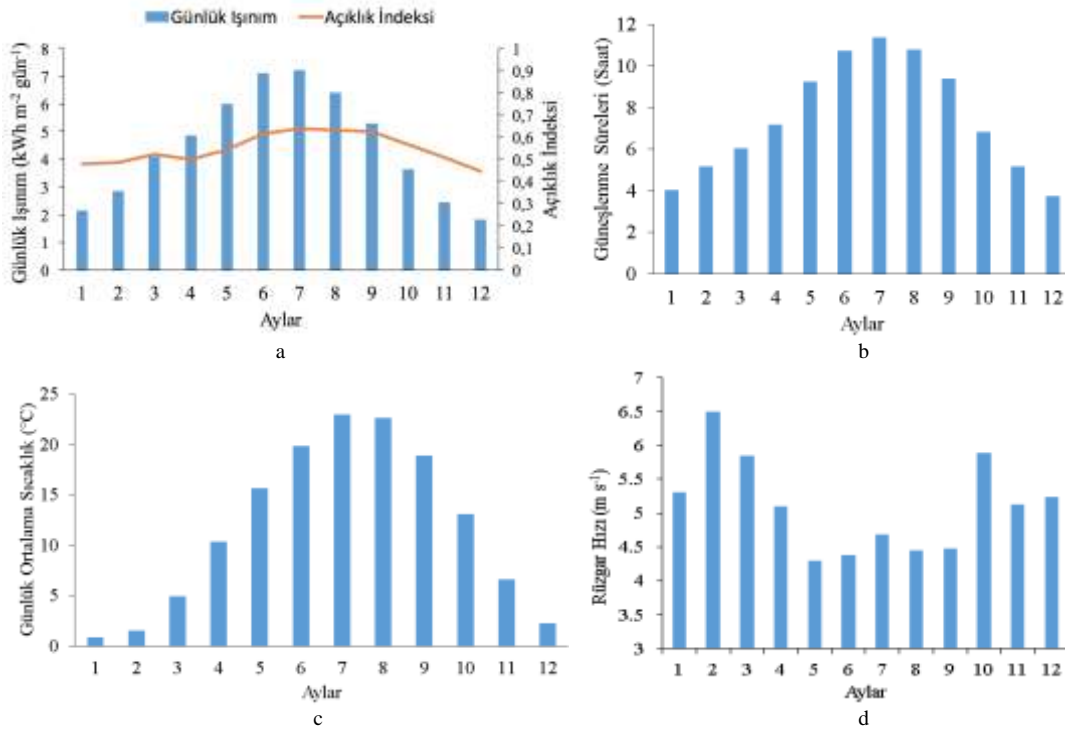 Günlük Işınım Açıklık İndeksi
Günlük Işınım (kWh m-² gün-¹)
8
7
6
5
4
3
2
1
0
1
0,9
0,8
0,7
0,6
0,5
0,4
0,3
0,2
0,1
0
Açıklık İndeksi
1 2 3 4 5 6 7 8 9 10 11 12
Aylar
a
Güneşlenme Süreleri (Saat)
12
10
8
6
4
2
0
1 2 3 4 5 6 7 8 9 10 11 12
Aylar
b
Günlük Ortalama Sıcaklık (°C)
25
20
15
10
5
0
1 2 3 4 5 6 7 8 9 10 11 12
Aylar
c
Rüzgar Hızı (m s-¹)
7
6.5
6
5.5
5
4.5
4
3.5
3
1 2 3 4 5 6 7 8 9 10 11 12
Aylar
d